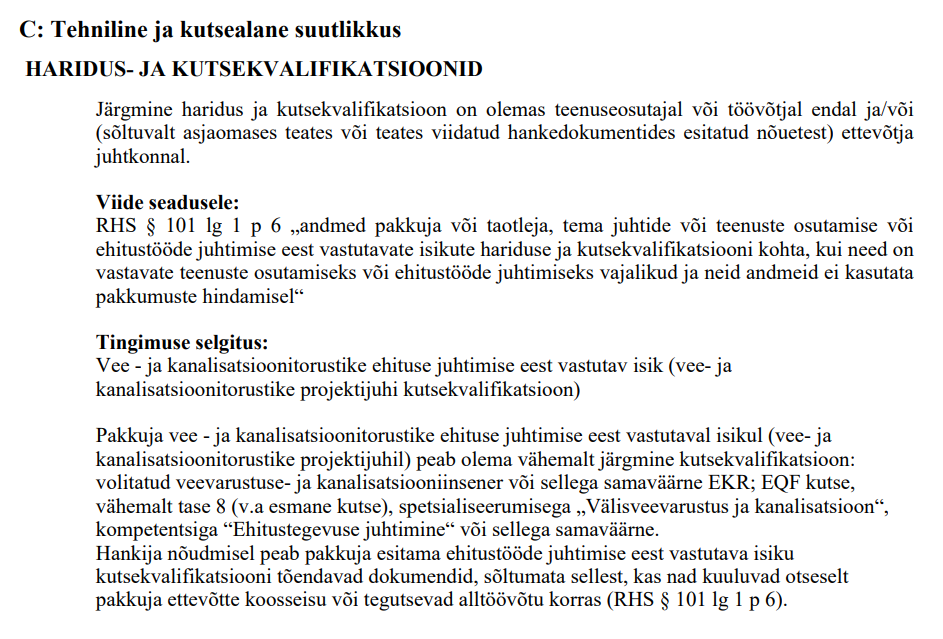 C: Tehniline ja kutsealane suutlikkus
HARIDUS- JA KUTSEKVALIFIKATSIOONID
Järgmine haridus ja kutsekvalifikatsioon on olemas teenuseosutajal või töövõtjal endal ja/või
(sõltuvalt asjaomases teates või teates viidatud hankedokumentides esitatud nõuetest) ettevõtja
juhtkonnal.
Viide seadusele:
RHS § 101 lg 1 p 6 „andmed pakkuja või taotleja, tema juhtide või teenuste osutamise või
ehitustööde juhtimise eest vastutavate isikute hariduse ja kutsekvalifikatsiooni kohta, kui need on
vastavate teenuste osutamiseks või ehitustööde juhtimiseks vajalikud ja neid andmeid ei kasutata
pakkumuste hindamisel“
Tingimuse selgitus:
Vee - ja kanalisatsioonitorustike ehituse juhtimise eest vastutav isik (vee- ja
kanalisatsioonitorustike projektijuhi kutsekvalifikatsioon)
Pakkuja vee - ja kanalisatsioonitorustike ehituse juhtimise eest vastutaval isikul (vee- ja
kanalisatsioonitorustike projektijuhil) peab olema vähemalt järgmine kutsekvalifikatsioon:
volitatud veevarustuse- ja kanalisatsiooniinsener või sellega samaväärne EKR; EQF kutse,
vähemalt tase 8 (v.a esmane kutse), spetsialiseerumisega „Välisveevarustus ja kanalisatsioon“,
kompetentsiga “Ehitustegevuse juhtimine“ või sellega samaväärne.
Hankija nõudmisel peab pakkuja esitama ehitustööde juhtimise eest vastutava isiku
kutsekvalifikatsiooni tõendavad dokumendid, sõltumata sellest, kas nad kuuluvad otseselt
pakkuja ettevõtte koosseisu või tegutsevad alltöövõtu korras (RHS § 101 lg 1 p 6).